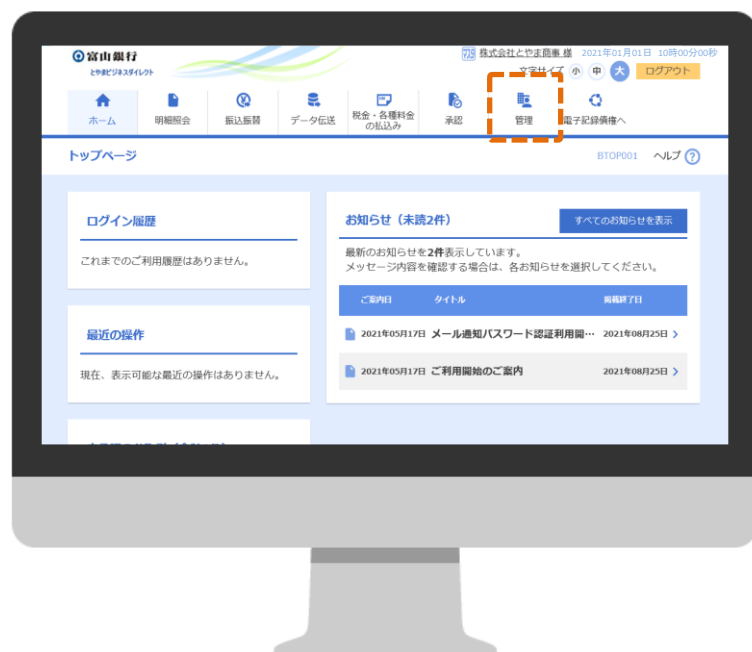 富山銀行
とやまビジネスダイレクト
株式会社とやま商事 様 2021年01月01日 10時00分00秒
文字サイズ 小 中 大 ログアウト
ホーム
明細照会
振込振替
データ伝送
税金・各種料金
の払込み
承認
管理
電子記録債権へ
トップページ
BTOP001 ヘルプ ?
ログイン履歴
これまでのご利用履歴はありません。
最近の操作
現在、表示可能な最近の操作はありません。
お知らせ（未読2件） すべてのお知らせを表示
最新のお知らせを2件表示しています。
メッセージ内容を確認する場合は、各お知らせを選択してください。
ご案内日 タイトル 掲載終了日
2021年05月17日 メール通知パスワード認証利用開… 2021年08月25日
2021年05月17日 ご利用開始のご案内 2021年08月25日